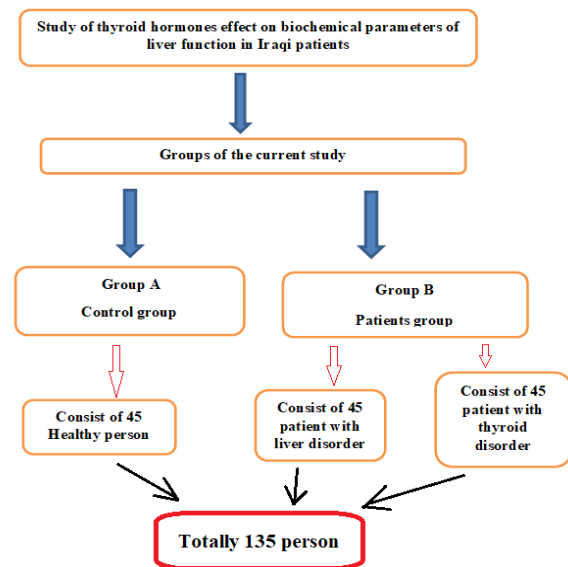 Study of thyroid hormones effect on biochemical parameters of
liver function in Iraqi patients
Groups of the current study
Group A
Control group
Group B
Patients group
Consist of 45
Healthy person
Consist of 45
patient with
liver disorder
Consist of 45
patient with
thyroid
disorder
Totally 135 person